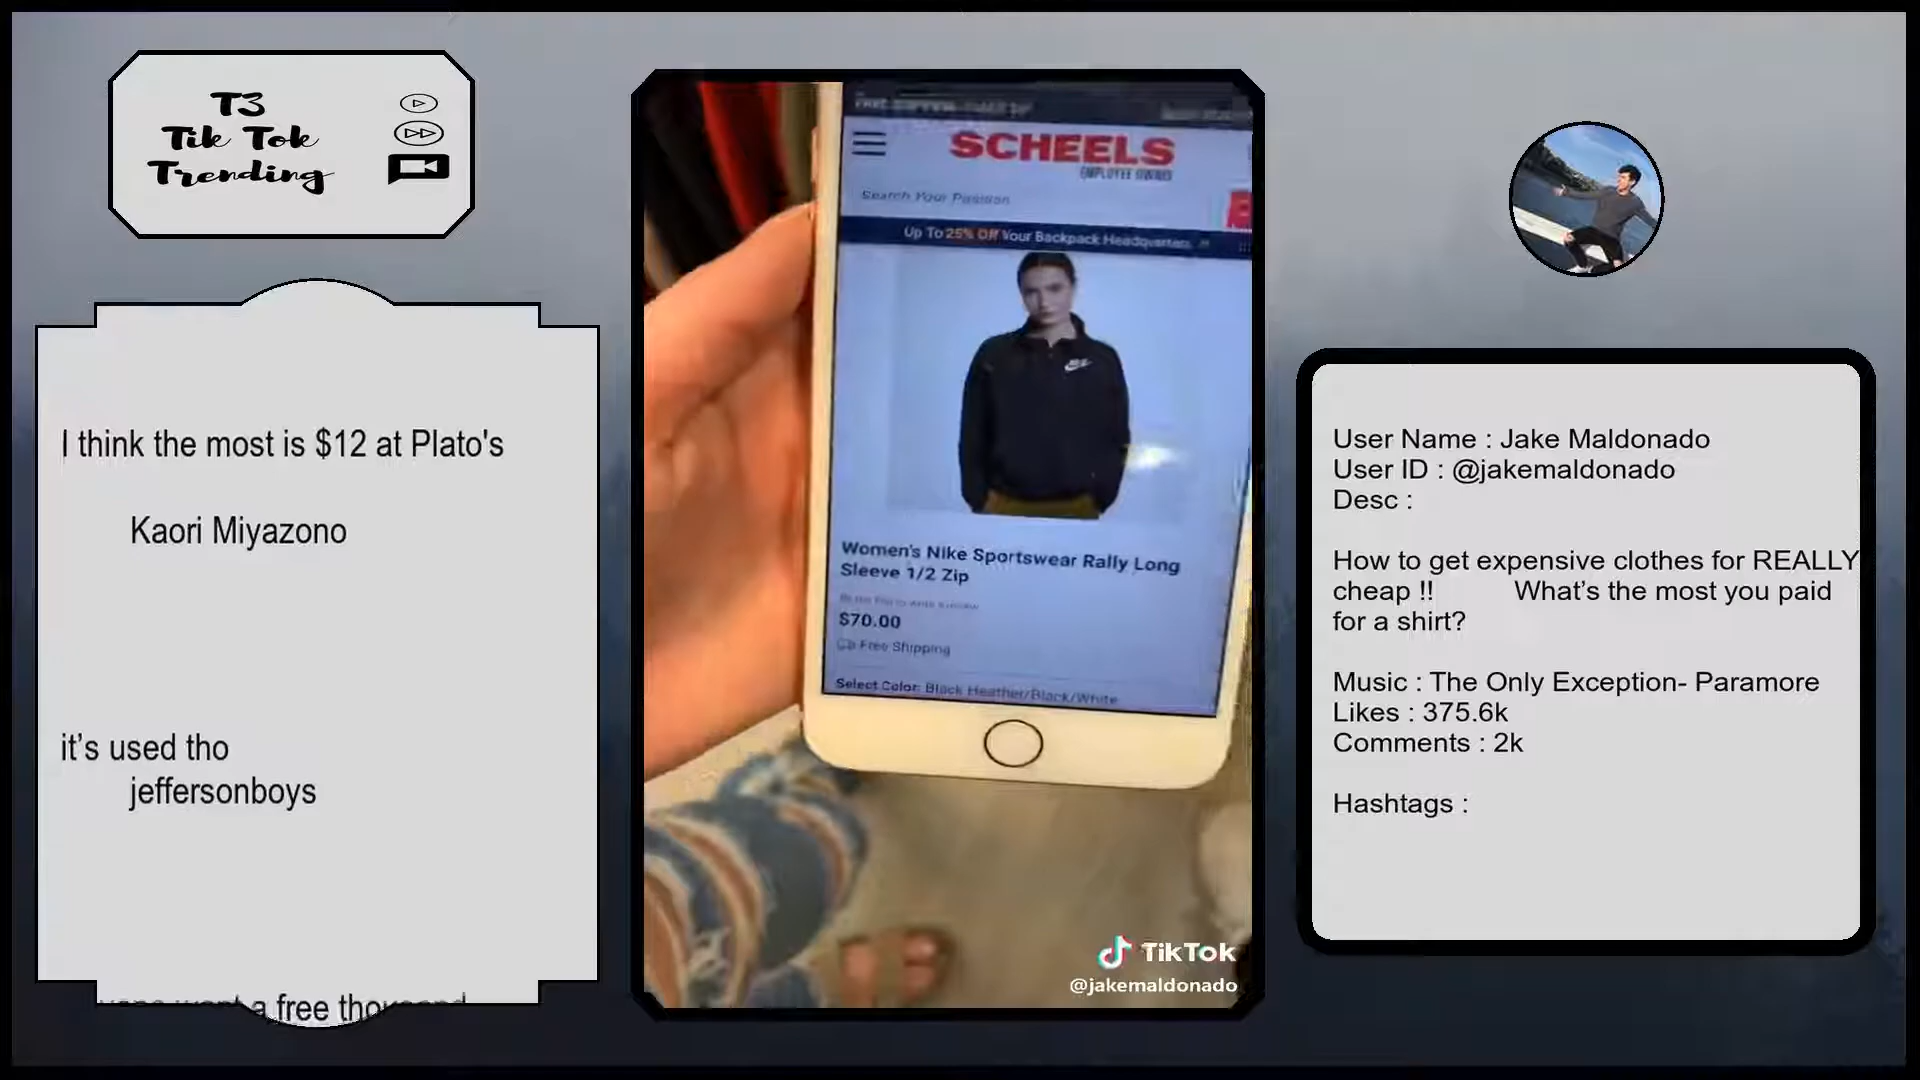 T3
Tik Tok
Trending
I think the most is $12 at Plato's
Kaori Miyazono
it's used tho
jeffersonboys
a free
SCHEELS
EMPLOYEE OWNED
Search Your Passion
Up To 25% Off Your Backpack Headquarters
Women's Nike Sportswear Rally Long
Sleeve 1/2 Zip
$70.00
Free Shipping
Select Color: Black Heather/Black/White
TikTok
@jakemaldonado
User Name : Jake Maldonado
User ID : @jakemaldonado
Desc :
How to get expensive clothes for REALLY
cheap !! What's the most you paid
for a shirt?
Music : The Only Exception- Paramore
Likes : 375.6k
Comments : 2k
Hashtags :